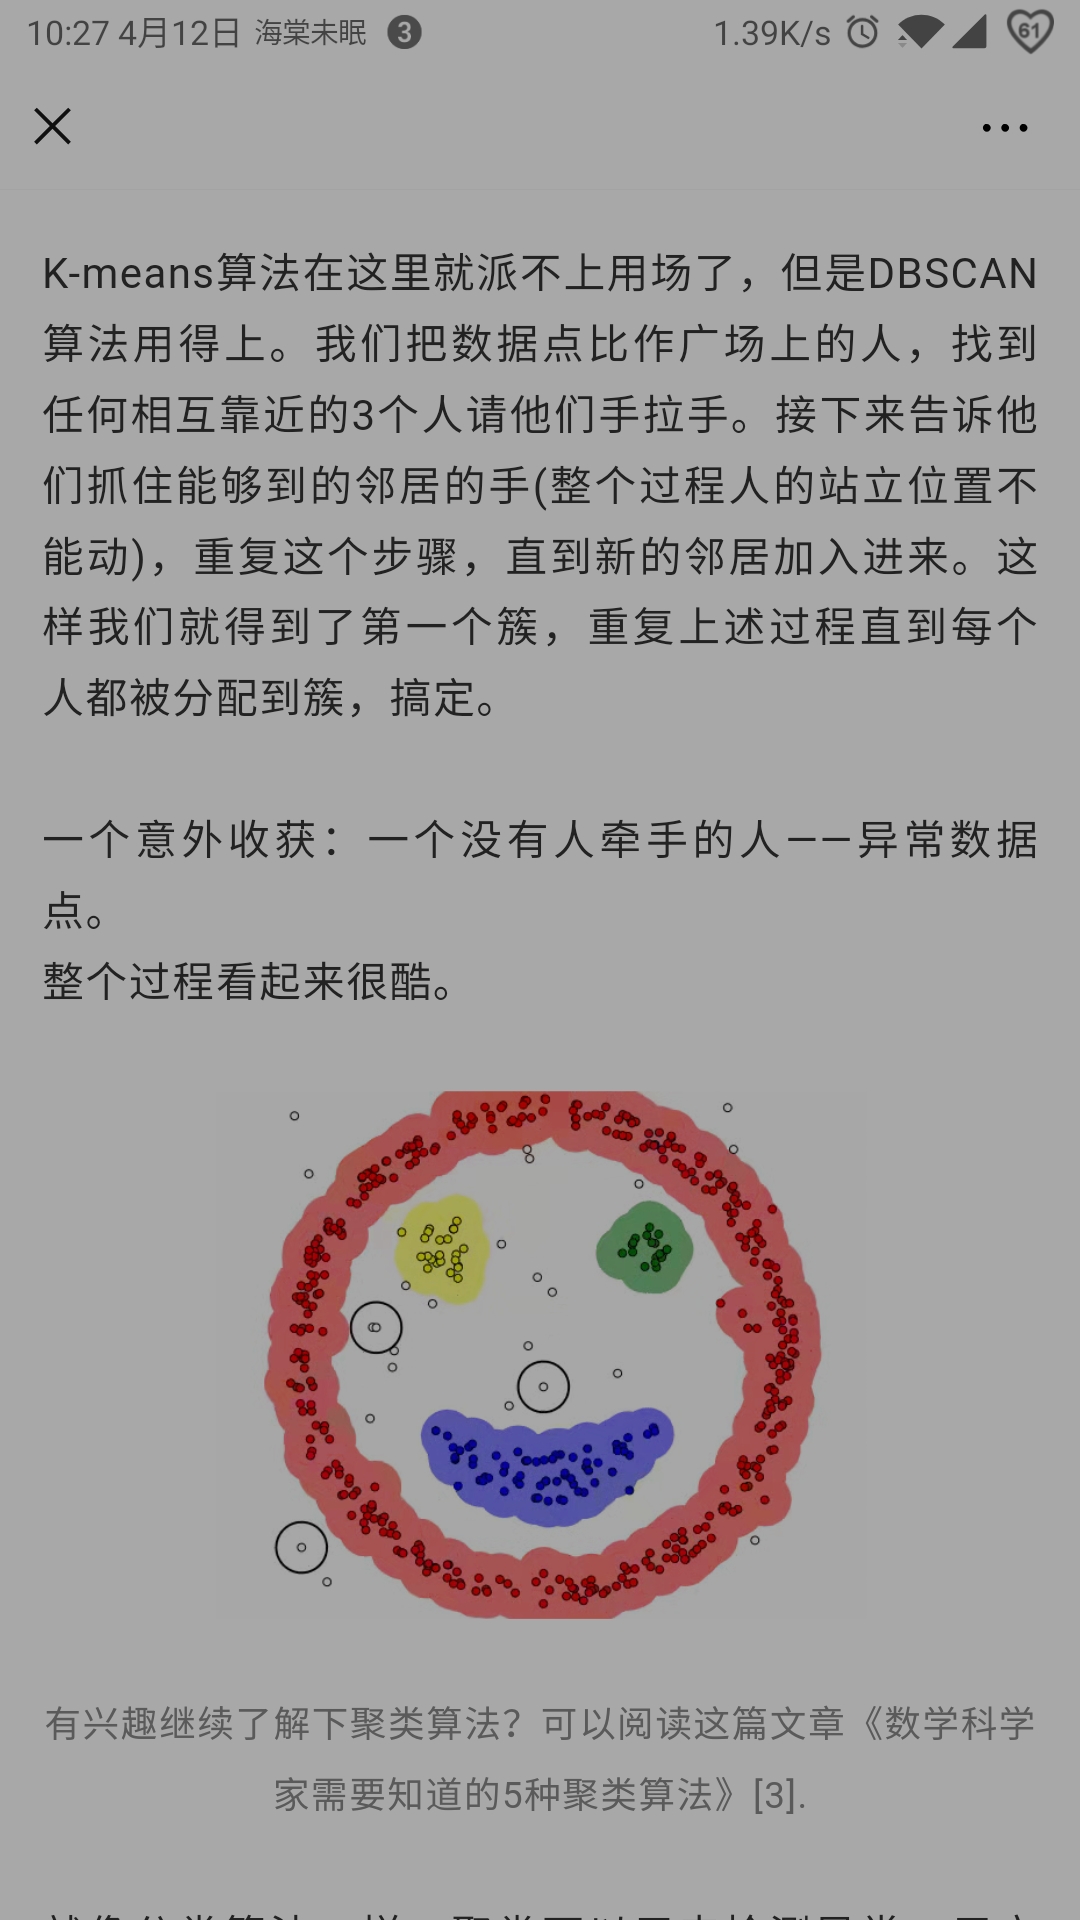 10:27 4月12日 海棠未眠 3 1.39K/s 61
K-means算法在这里就派不上用场了，但是DBSCAN
算法用得上。我们把数据点比作广场上的人，找到
任何相互靠近的3个人请他们手拉手。接下来告诉他
们抓住能够到的邻居的手(整个过程人的站立位置不
能动)，重复这个步骤，直到新的邻居加入进来。这
样我们就得到了第一个簇，重复上述过程直到每个
人都被分配到簇，搞定。
一个意外收获：一个没有人牵手的人——异常数据
点。
整个过程看起来很酷。
有兴趣继续了解下聚类算法？可以阅读这篇文章《数学科学
家需要知道的5种聚类算法》[3].